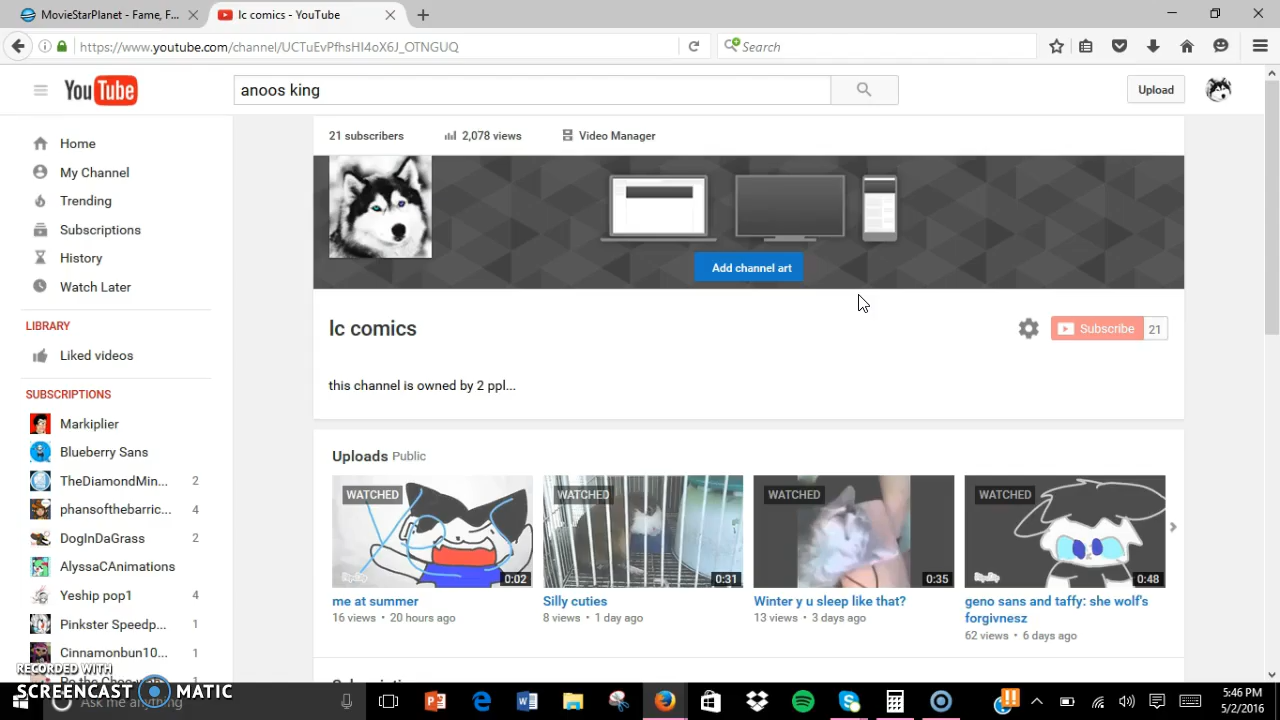 MovieStarPlanet - Fame, F...
lc comics - YouTube
https://www.youtube.com/channel/UCTuEvPfhsHI4oX6J_OTNGUQ
Search
YouTube
anoos king
Upload
Home
My Channel
Trending
Subscriptions
History
Watch Later
LIBRARY
Liked videos
SUBSCRIPTIONS
Markiplier
Blueberry Sans
TheDiamondMin... 2
phansofthebarric... 4
DogInDaGrass 2
AlyssaCAnimations
Yeship pop1 4
Pinkster Speedp... 1
Cinnamonbun10... 1
21 subscribers
2,078 views
Video Manager
Add channel art
lc comics
Subscribe 21
this channel is owned by 2 ppl...
Uploads Public
WATCHED
0:02
me at summer
16 views • 20 hours ago
WATCHED
0:31
Silly cuties
8 views • 1 day ago
WATCHED
0:35
Winter y u sleep like that?
13 views • 3 days ago
WATCHED
0:48
geno sans and taffy: she wolf's
forgivnesz
62 views • 6 days ago
RECORDED WITH
SCREENCAST MATIC
Ask me anything
5:46 PM
5/2/2016